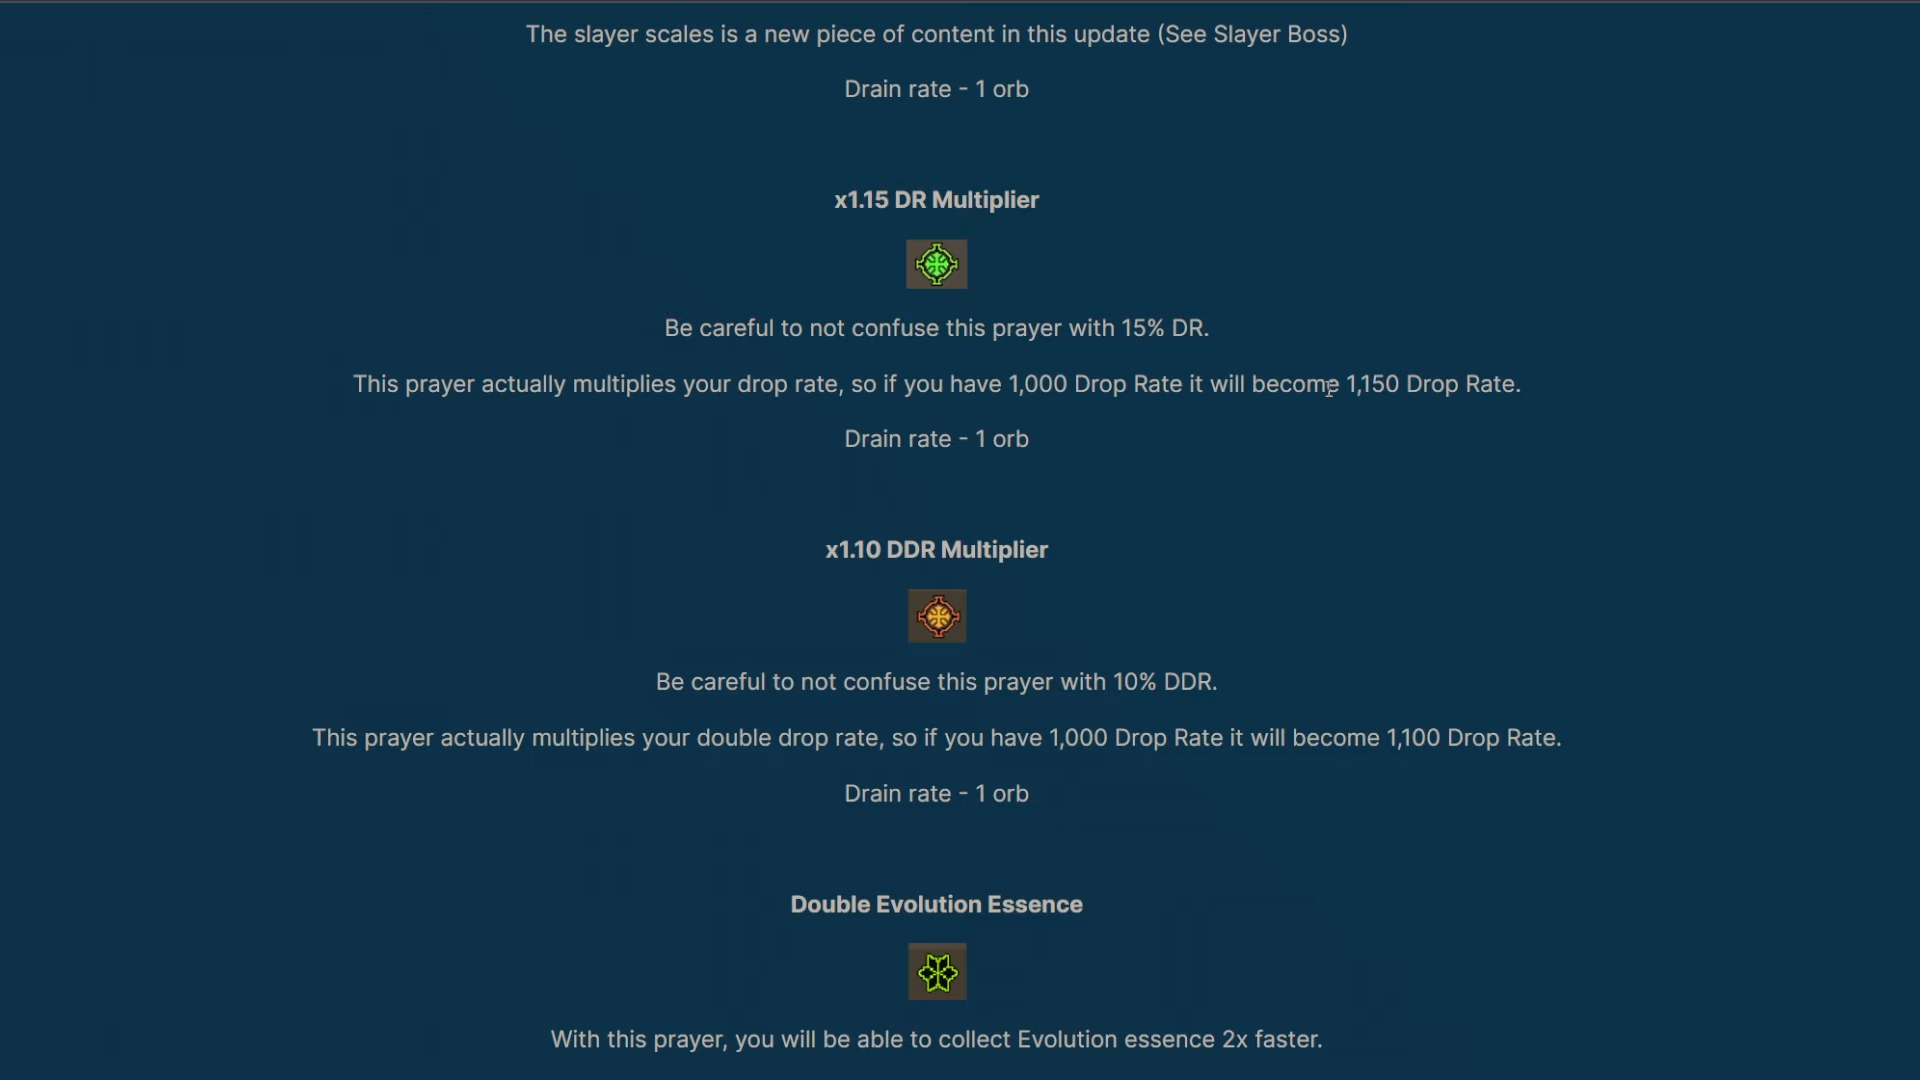 The slayer scales is a new piece of content in this update (See Slayer Boss)
Drain rate - 1 orb
x1.15 DR Multiplier
Be careful to not confuse this prayer with 15% DR.
This prayer actually multiplies your drop rate, so if you have 1,000 Drop Rate it will become 1,150 Drop Rate.
Drain rate - 1 orb
x1.10 DDR Multiplier
Be careful to not confuse this prayer with 10% DDR.
This prayer actually multiplies your double drop rate, so if you have 1,000 Drop Rate it will become 1,100 Drop Rate.
Drain rate - 1 orb
Double Evolution Essence
With this prayer, you will be able to collect Evolution essence 2x faster.